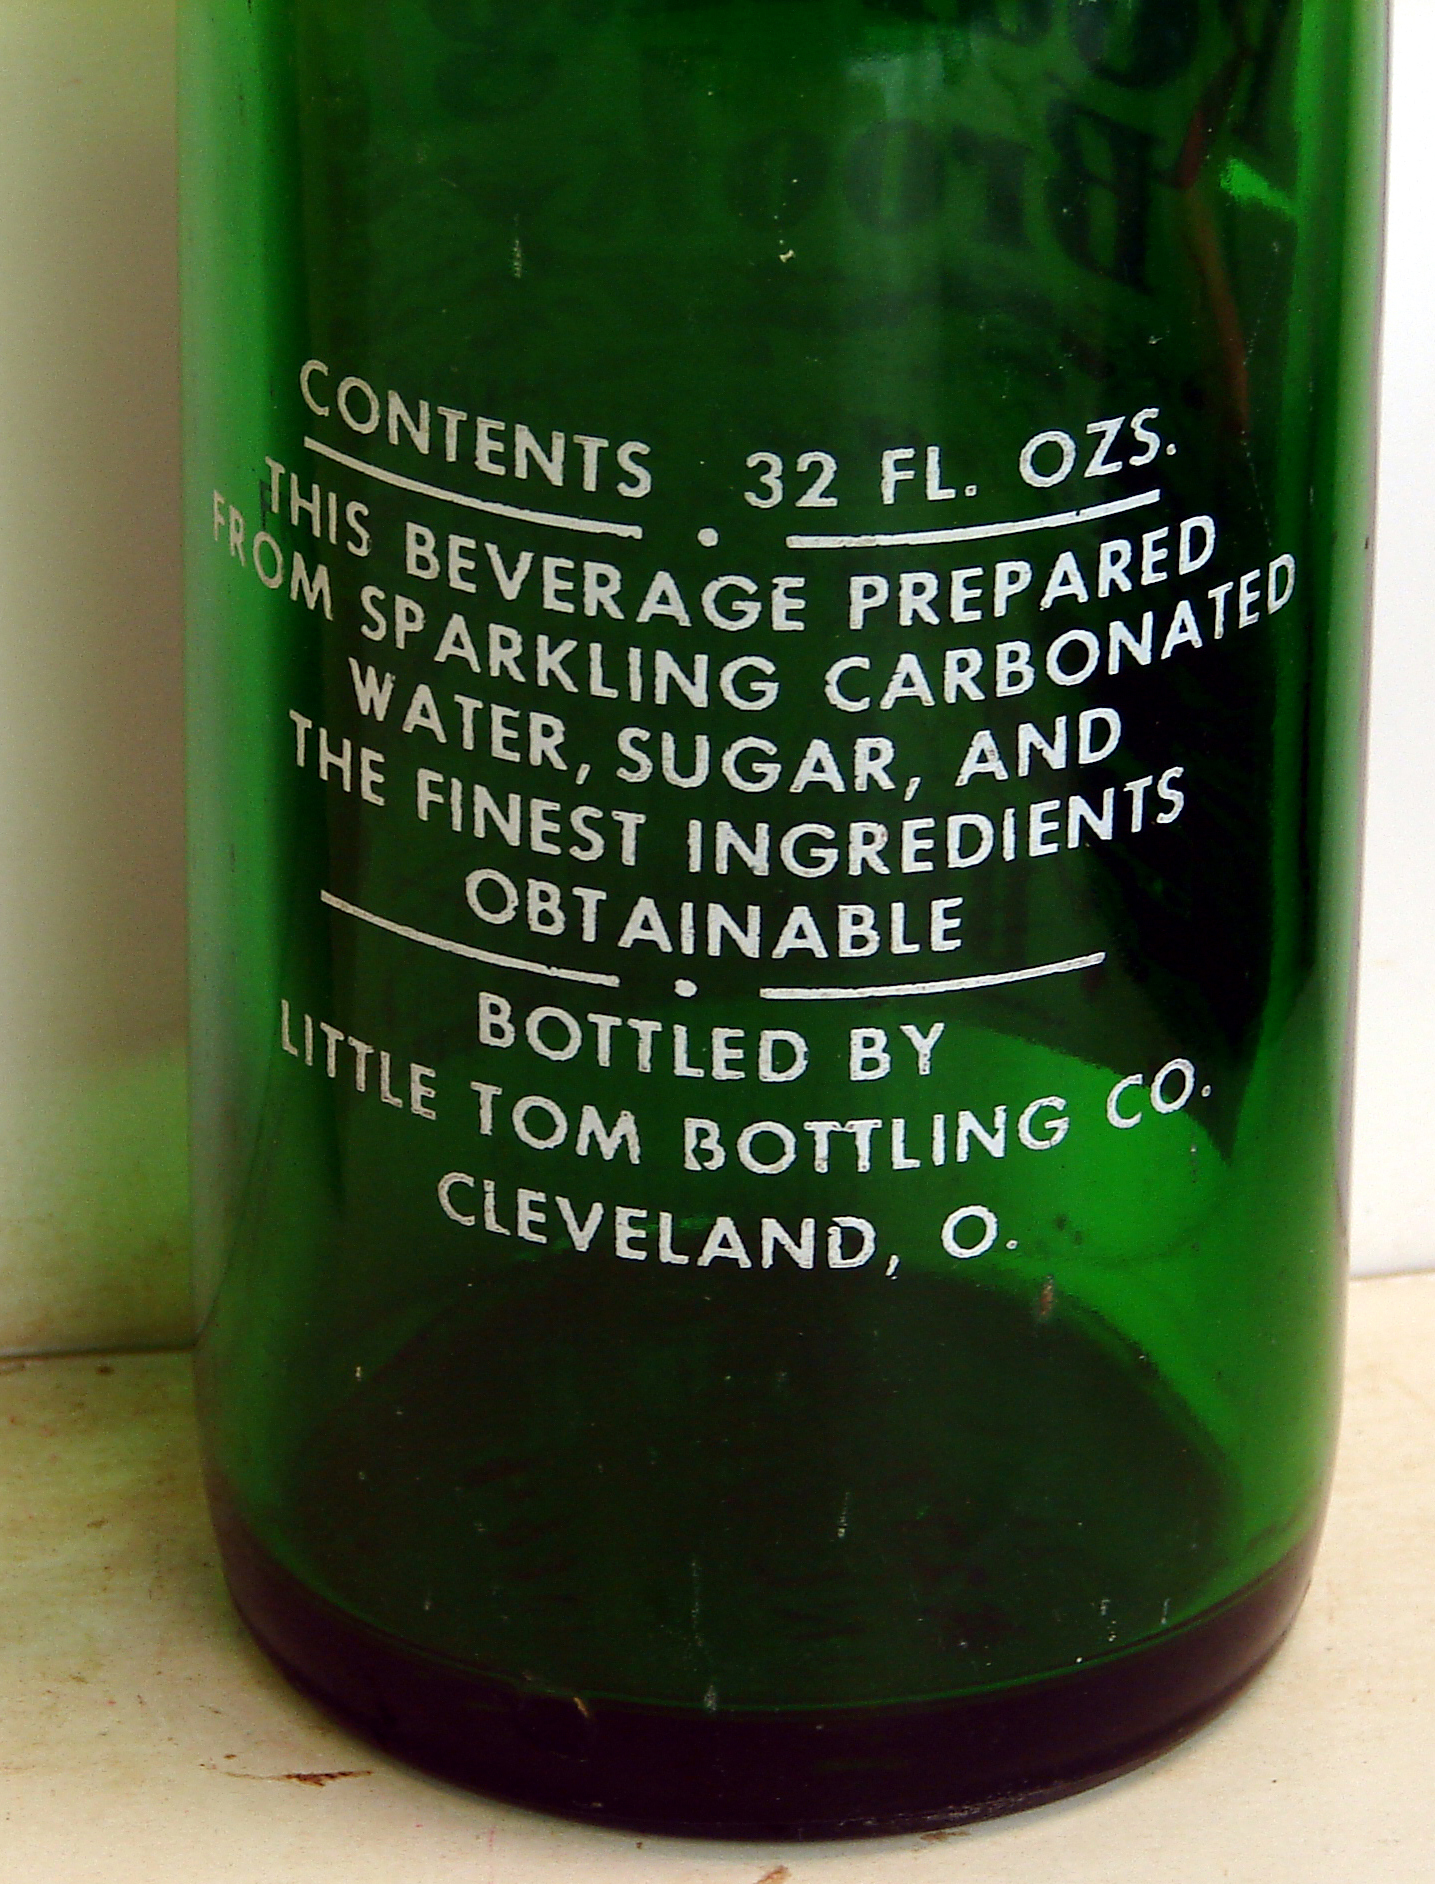 CONTENTS 32 FL. OZS.
THIS BEVERAGE PREPARED
FROM SPARKLING CARBONATED
WATER, SUGAR, AND
THE FINEST INGREDIENTS
OBTAINABLE
BOTTLED BY
LITTLE TOM BOTTLING CO.
CLEVELAND, O.